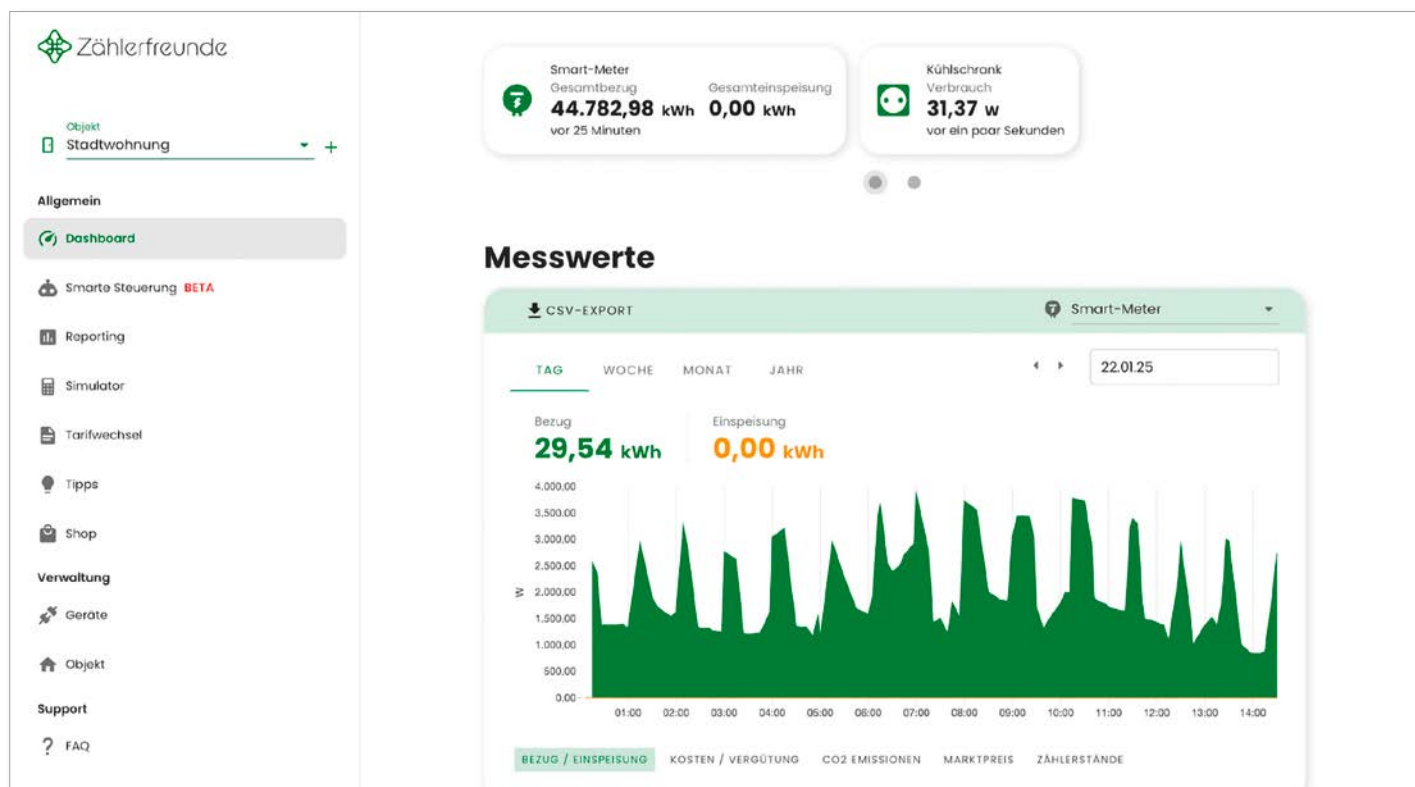 Zählerfreunde
Objekt
Stadtwohnung
+
Allgemein
Dashboard
Smarte Steuerung BETA
Reporting
Simulator
Tarifwechsel
Tipps
Shop
Verwaltung
Geräte
Objekt
Support
? FAQ
Smart-Meter
Gesamtbezug Gesamteinspeisung
44.782,98 kWh 0,00 kWh
vor 25 Minuten
Kühlschrank
Verbrauch
31,37 W
vor ein paar Sekunden
Messwerte
CSV-EXPORT
Smart-Meter
TAG WOCHE MONAT JAHR
22.01.25
Bezug Einspeisung
29,54 kWh 0,00 kWh
4.000,00
3.500,00
3.000,00
2.500,00
2.000,00
1.500,00
1.000,00
500,00
0.00
W
01:00 02:00 03:00 04:00 05:00 06:00 07:00 08:00 09:00 10:00 11:00 12:00 13:00 14:00
BEZUG / EINSPEISUNG KOSTEN / VERGÜTUNG CO2 EMISSIONEN MARKTPREIS ZÄHLERSTÄNDE